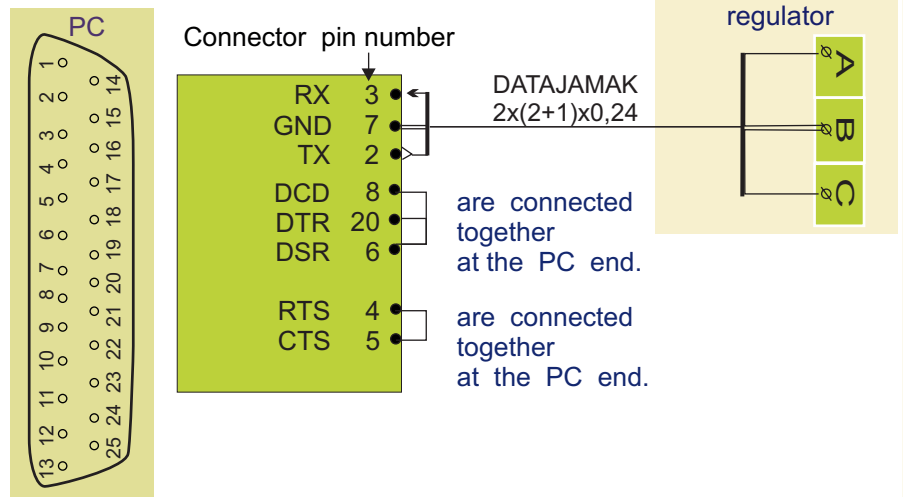 PC
1
2
3
4
5
6
7
8
9
10
11
12
13
14
15
16
17
18
19
20
21
22
23
24
25
Connector pin number
RX 3
GND 7
TX 2
DCD 8
DTR 20
DSR 6
RTS 4
CTS 5
DATAJAMAK
2x(2+1)x0,24
are connected
together
at the PC end.
are connected
together
at the PC end.
regulator
A
B
C